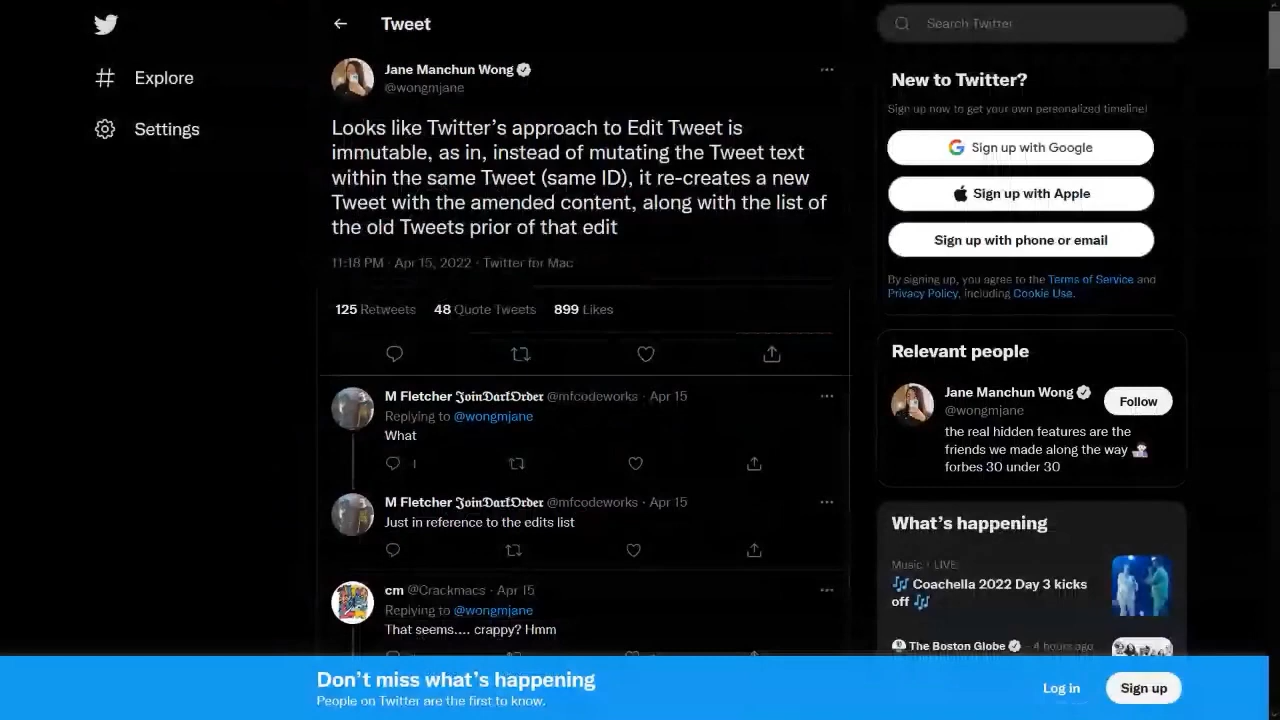 Tweet
Explore
Settings
Jane Manchun Wong
@wongmjane
Looks like Twitter’s approach to Edit Tweet is
immutable, as in, instead of mutating the Tweet text
within the same Tweet (same ID), it re-creates a new
Tweet with the amended content, along with the list of
the old Tweets prior of that edit
11:18 PM · Apr 15, 2022 · Twitter for Mac
125 Retweets 48 Quote Tweets 899 Likes
M Fletcher 𝕵𝖔𝖎𝖓𝕯𝖆𝖗𝖐𝕺𝖗𝖉𝖊𝖗 @mfcodeworks · Apr 15
Replying to @wongmjane
What
1
M Fletcher 𝕵𝖔𝖎𝖓𝕯𝖆𝖗𝖐𝕺𝖗𝖉𝖊𝖗 @mfcodeworks · Apr 15
Just in reference to the edits list
cm @Crackmacs · Apr 15
Replying to @wongmjane
That seems.... crappy? Hmm
Search Twitter
New to Twitter?
Sign up now to get your own personalized timeline!
Sign up with Google
Sign up with Apple
Sign up with phone or email
By signing up, you agree to the Terms of Service and
Privacy Policy, including Cookie Use.
Relevant people
Jane Manchun Wong
@wongmjane
Follow
the real hidden features are the
friends we made along the way
forbes 30 under 30
What’s happening
Music · LIVE
🎶 Coachella 2022 Day 3 kicks
off 🎶
The Boston Globe · 4 hours ago
Don’t miss what’s happening
People on Twitter are the first to know.
Log in
Sign up